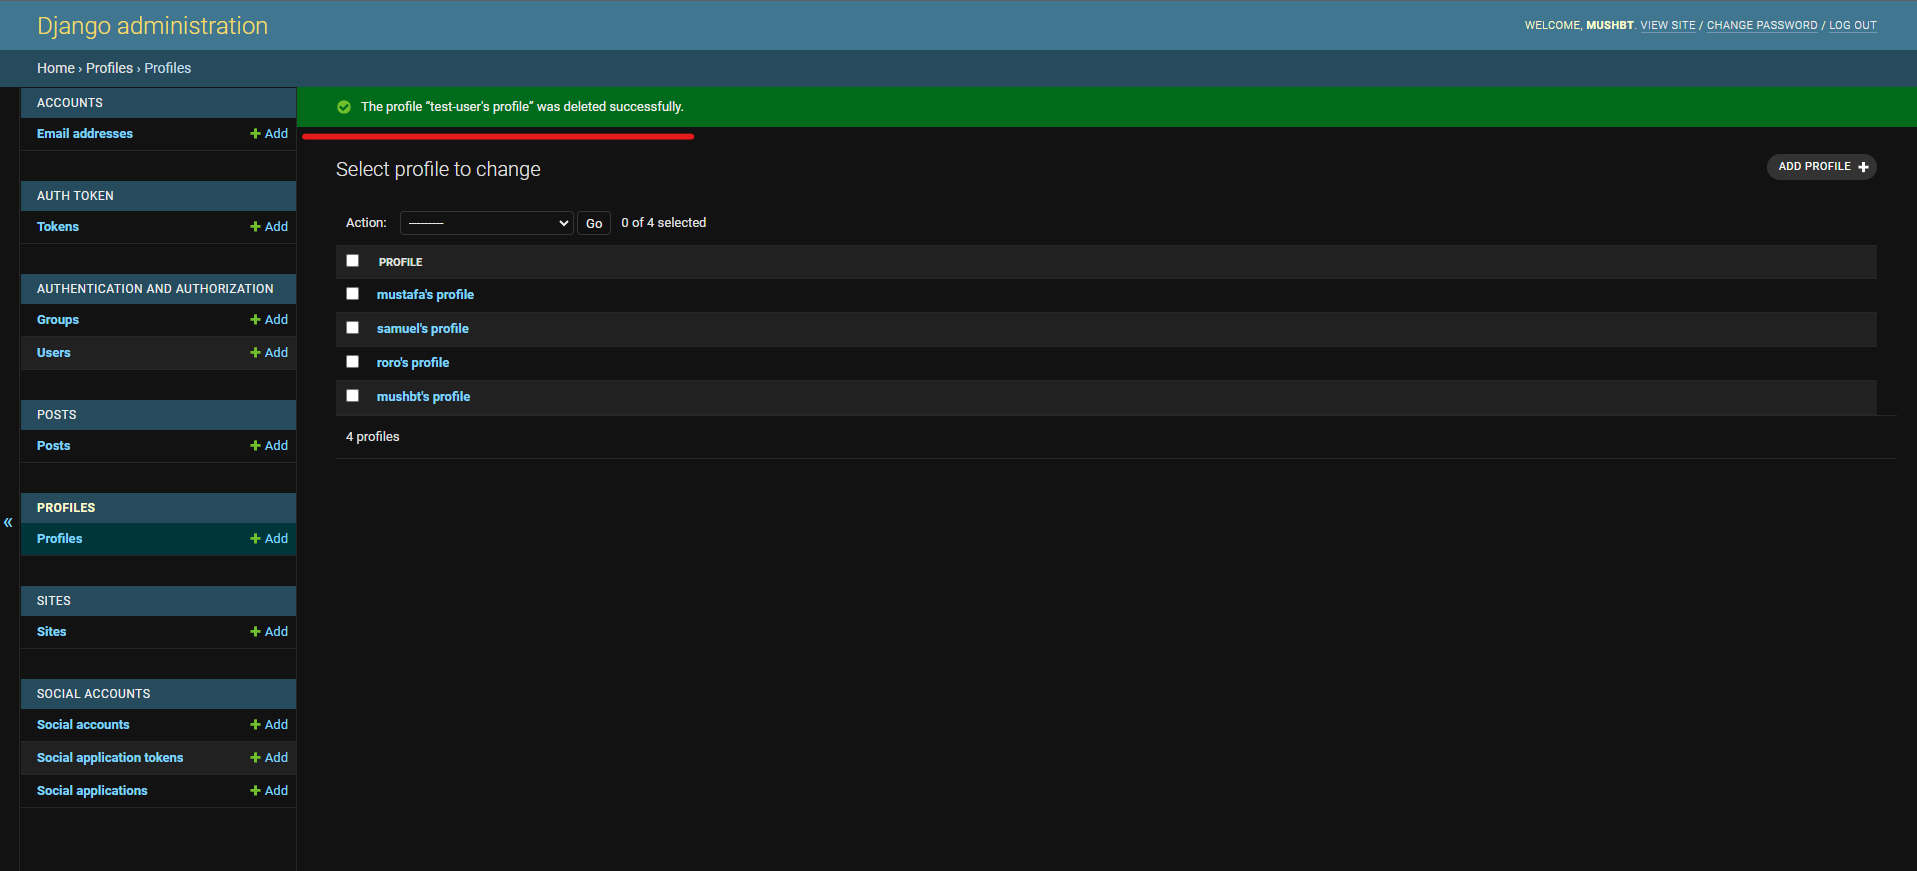 Django administration
WELCOME, MUSHBT. VIEW SITE / CHANGE PASSWORD / LOG OUT
Home › Profiles › Profiles
ACCOUNTS
Email addresses + Add
AUTH TOKEN
Tokens + Add
AUTHENTICATION AND AUTHORIZATION
Groups + Add
Users + Add
POSTS
Posts + Add
PROFILES
Profiles + Add
SITES
Sites + Add
SOCIAL ACCOUNTS
Social accounts + Add
Social application tokens + Add
Social applications + Add
«
The profile “test-user's profile” was deleted successfully.
Select profile to change
ADD PROFILE +
Action: --------- Go 0 of 4 selected
PROFILE
mustafa's profile
samuel's profile
roro's profile
mushbt's profile
4 profiles